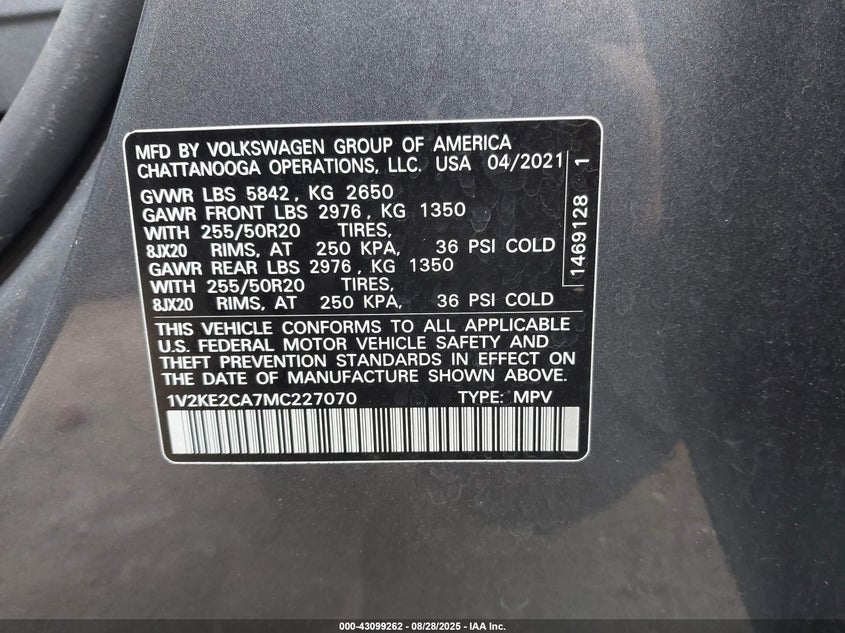 MFD BY VOLKSWAGEN GROUP OF AMERICA
CHATTANOOGA OPERATIONS, LLC. USA 04/2021
GVWR LBS 5842, KG 2650
GAWR FRONT LBS 2976, KG 1350
WITH 255/50R20 TIRES,
8JX20 RIMS, AT 250 KPA, 36 PSI COLD
GAWR REAR LBS 2976, KG 1350
WITH 255/50R20 TIRES,
8JX20 RIMS, AT 250 KPA, 36 PSI COLD
1469128 1
THIS VEHICLE CONFORMS TO ALL APPLICABLE
U.S. FEDERAL MOTOR VEHICLE SAFETY AND
THEFT PREVENTION STANDARDS IN EFFECT ON
THE DATE OF MANUFACTURE SHOWN ABOVE.
1V2KE2CA7MC227070 TYPE: MPV
000-43099262 - 08/28/2025 - IAA Inc.